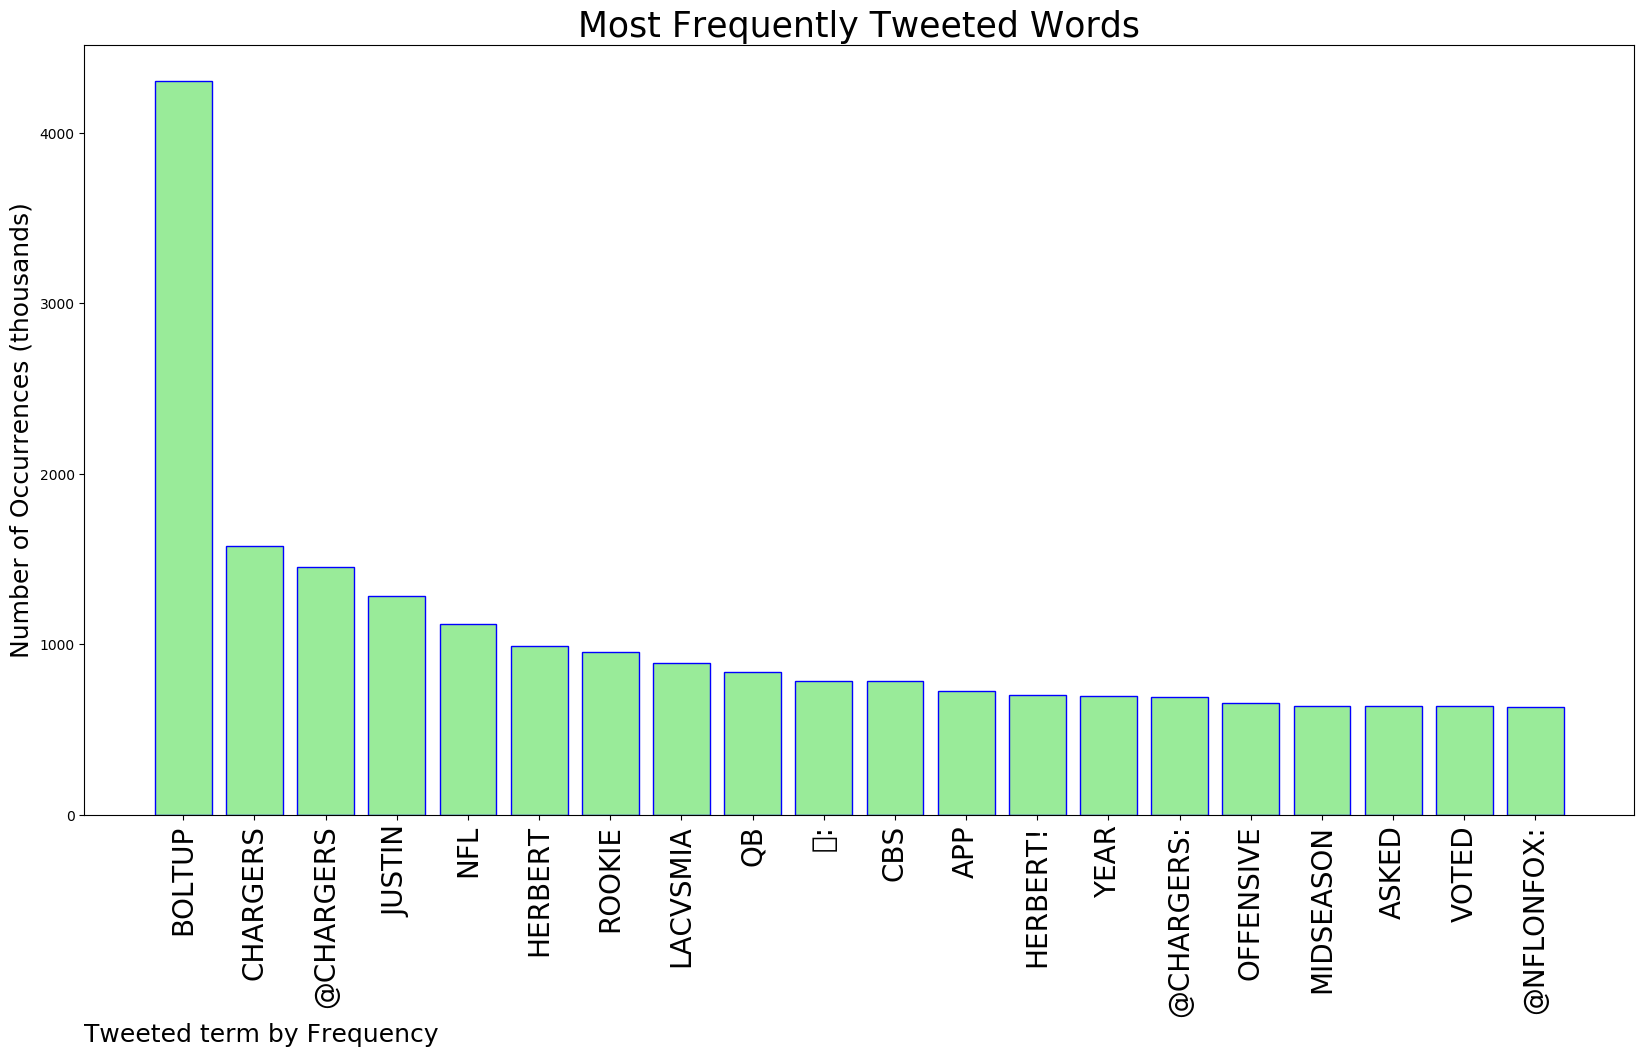 Most Frequently Tweeted Words
Number of Occurrences (thousands)
4000
3000
2000
1000
0
BOLTUP
CHARGERS
@CHARGERS
JUSTIN
NFL
HERBERT
ROOKIE
LACVSMIA
QB
▯:
CBS
APP
HERBERT!
YEAR
@CHARGERS:
OFFENSIVE
MIDSEASON
ASKED
VOTED
@NFLONFOX:
Tweeted term by Frequency